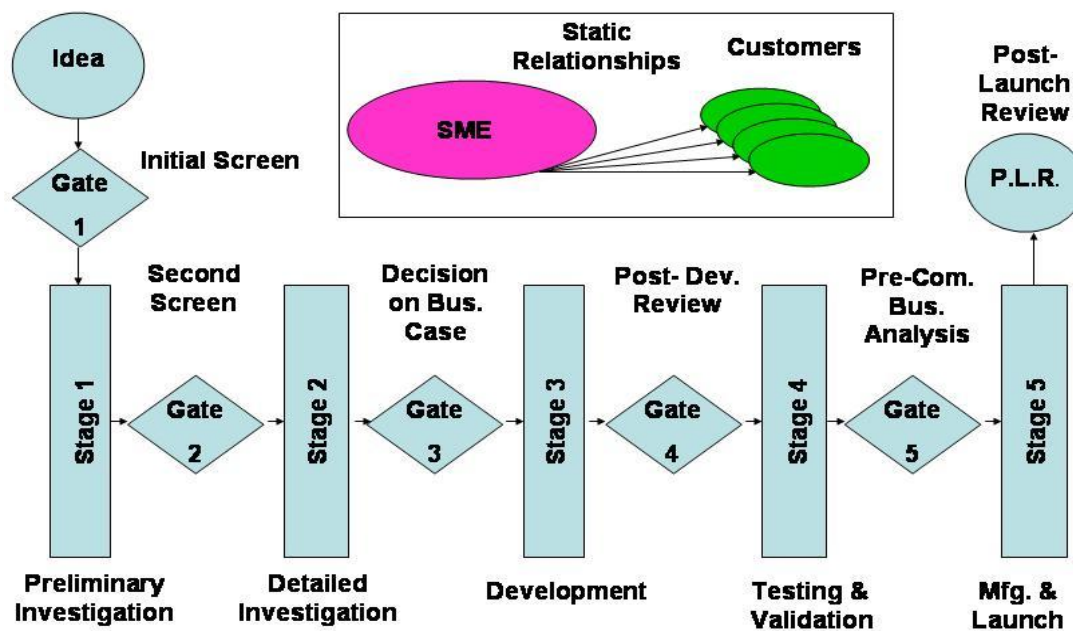 Idea
Static
Relationships
Customers
SME
Post-
Launch
Review
P.L.R.
Initial Screen
Gate
1
Second
Screen
Decision
on Bus.
Case
Post- Dev.
Review
Pre-Com.
Bus.
Analysis
Stage 1
Gate
2
Stage 2
Gate
3
Stage 3
Gate
4
Stage 4
Gate
5
Stage 5
Preliminary
Investigation
Detailed
Investigation
Development
Testing &
Validation
Mfg. &
Launch